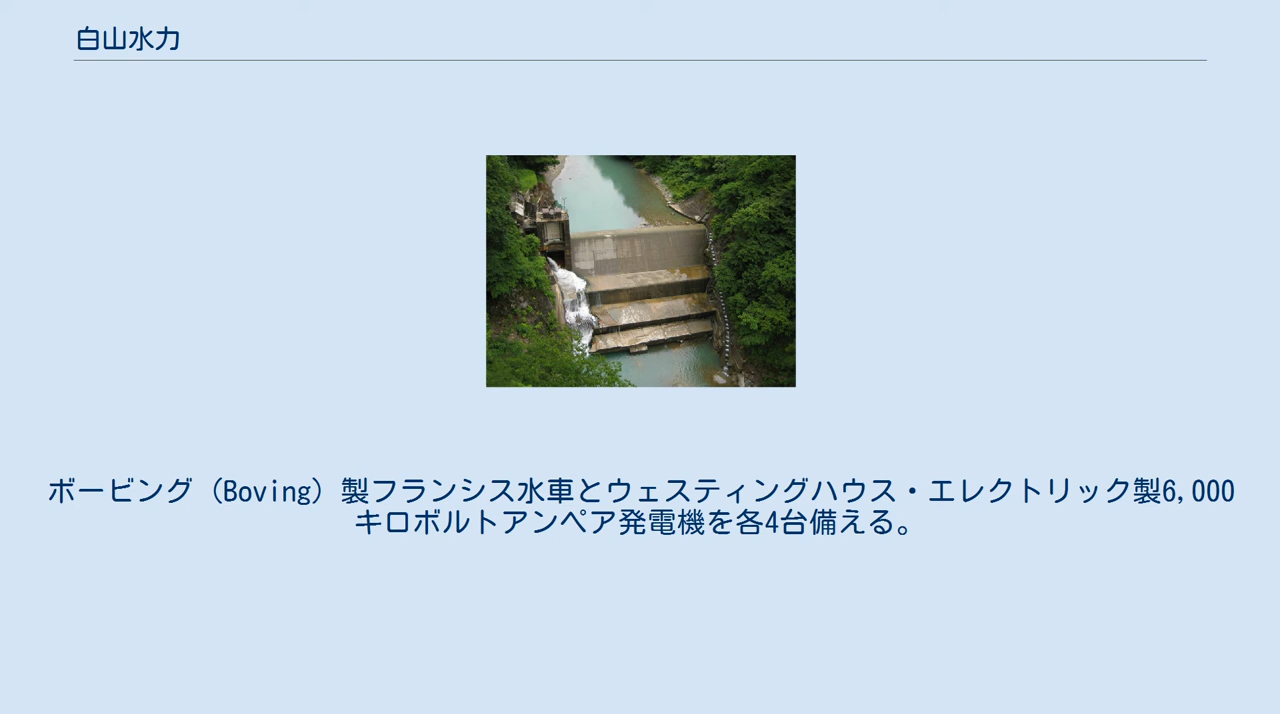 白山水力
ボービング（Boving）製フランシス水車とウェスティングハウス・エレクトリック製6,000
キロボルトアンペア発電機を各4台備える。